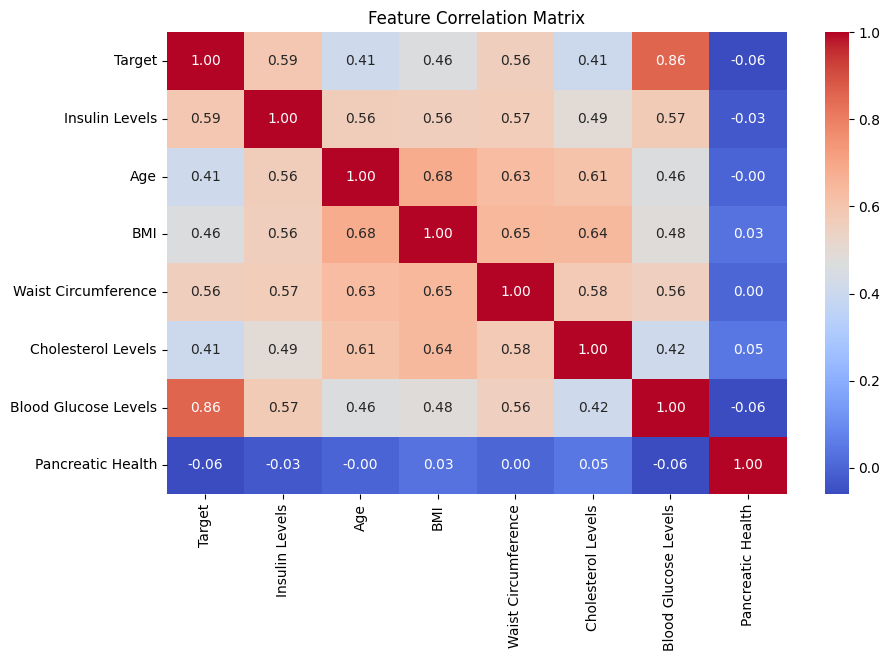 Feature Correlation Matrix
Target 1.00 0.59 0.41 0.46 0.56 0.41 0.86 -0.06
Insulin Levels 0.59 1.00 0.56 0.56 0.57 0.49 0.57 -0.03
Age 0.41 0.56 1.00 0.68 0.63 0.61 0.46 -0.00
BMI 0.46 0.56 0.68 1.00 0.65 0.64 0.48 0.03
Waist Circumference 0.56 0.57 0.63 0.65 1.00 0.58 0.56 0.00
Cholesterol Levels 0.41 0.49 0.61 0.64 0.58 1.00 0.42 0.05
Blood Glucose Levels 0.86 0.57 0.46 0.48 0.56 0.42 1.00 -0.06
Pancreatic Health -0.06 -0.03 -0.00 0.03 0.00 0.05 -0.06 1.00
Target
Insulin Levels
Age
BMI
Waist Circumference
Cholesterol Levels
Blood Glucose Levels
Pancreatic Health
1.0
0.8
0.6
0.4
0.2
0.0